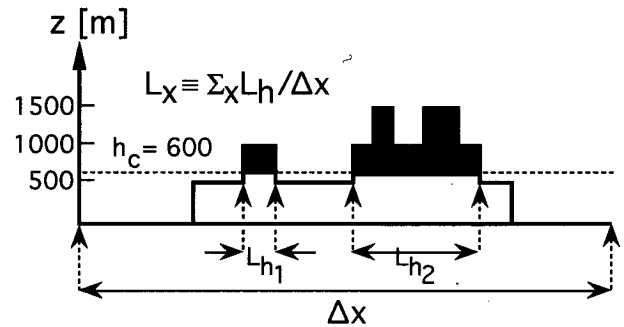 z [m]
L_x ≡ Σ_x L_h/Δx
1500
1000
h_c = 600
500
L_h₁
L_h₂
Δx